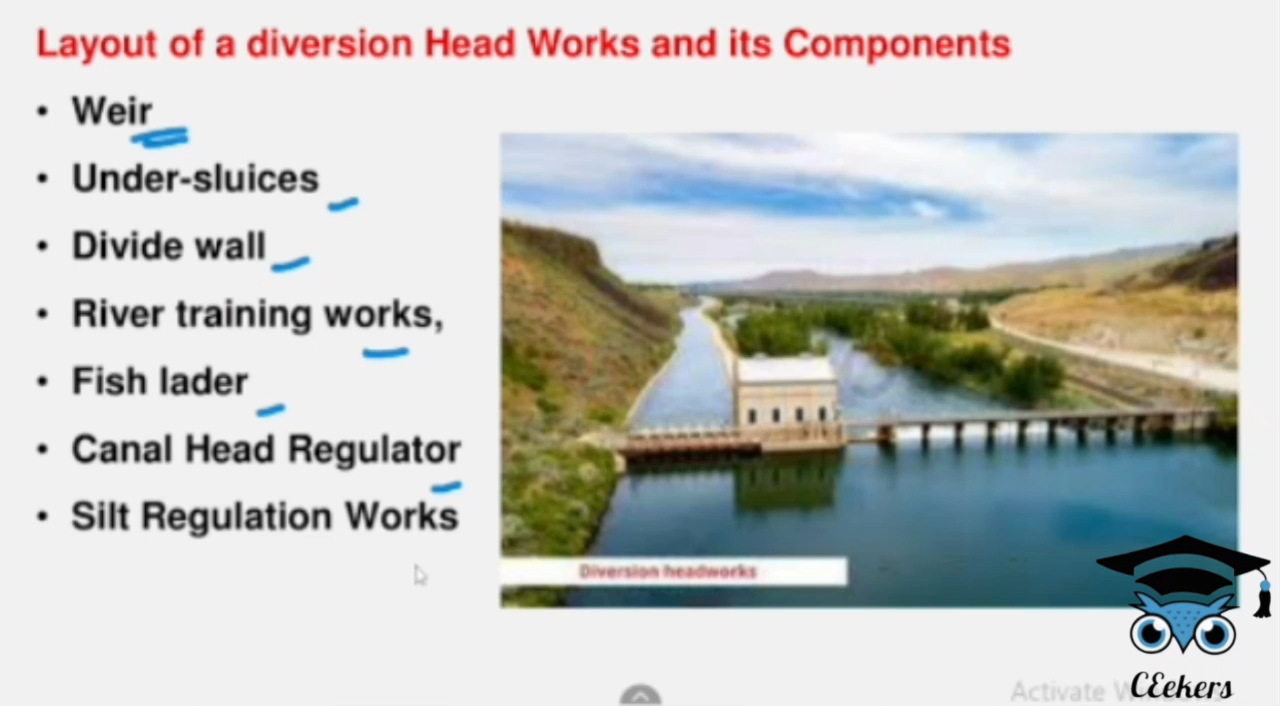 Layout of a diversion Head Works and its Components
• Weir
• Under-sluices
• Divide wall
• River training works,
• Fish lader
• Canal Head Regulator
• Silt Regulation Works
Diversion headworks
Activate
CEekers